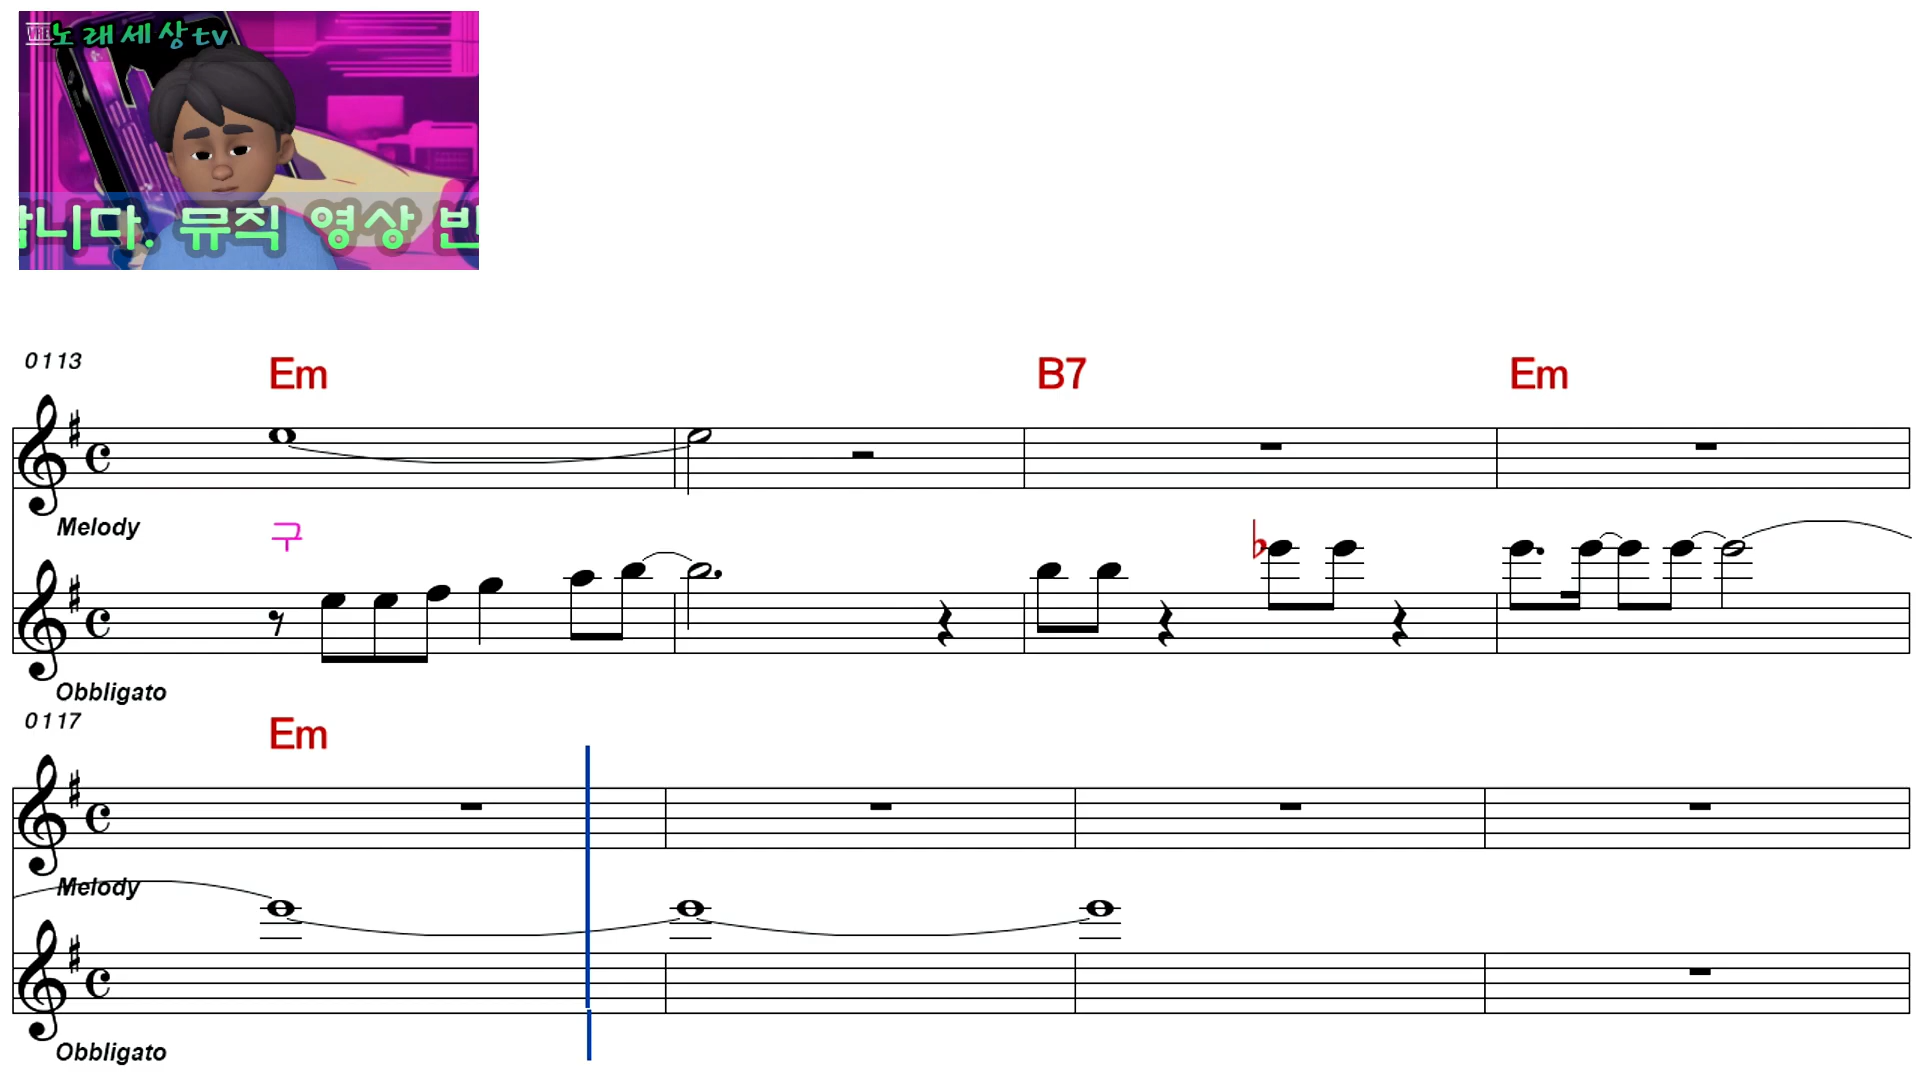 노래세상tv
니다. 뮤직 영상
0113
Em B7 Em
Melody
구
Obbligato
0117
Em
Melody
Obbligato